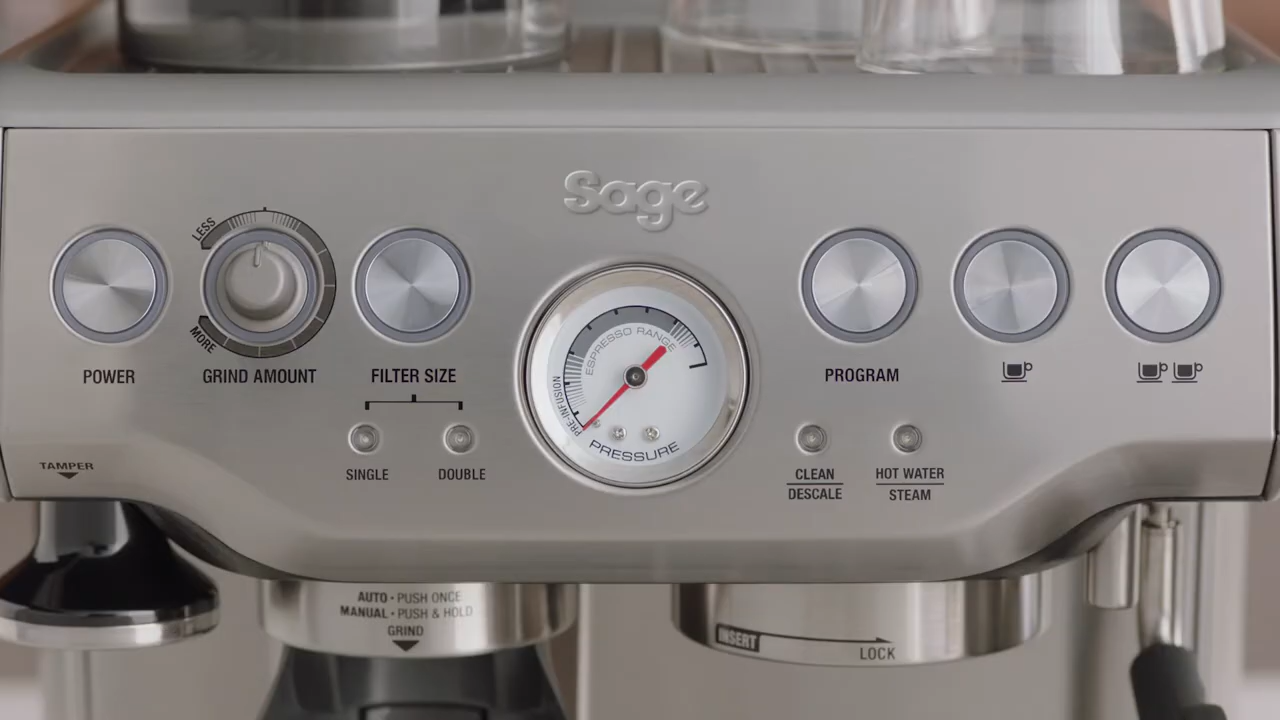 Sage
LESS
MORE
POWER
GRIND AMOUNT
FILTER SIZE
SINGLE
DOUBLE
TAMPER
ESPRESSO RANGE
PRE-INFUSION
PRESSURE
PROGRAM
CLEAN
DESCALE
HOT WATER
STEAM
AUTO • PUSH ONCE
MANUAL • PUSH & HOLD
GRIND
INSERT
LOCK